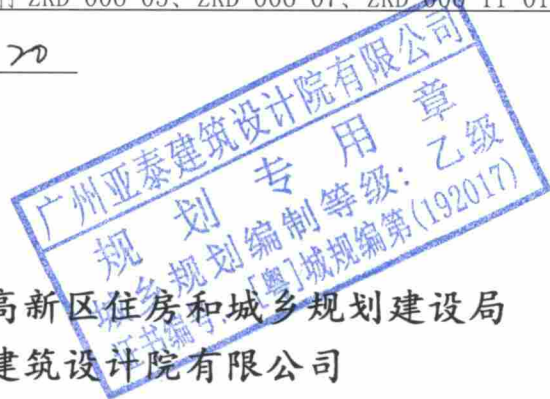 ZRD-006-05、ZRD-006-07、ZRD-006-11-01
20
广州亚泰建筑设计院有限公司
规划专用章
城乡规划编制等级：乙级
证书编号：[粤]城规编第(192017)
高新区住房和城乡规划建设局
建筑设计院有限公司